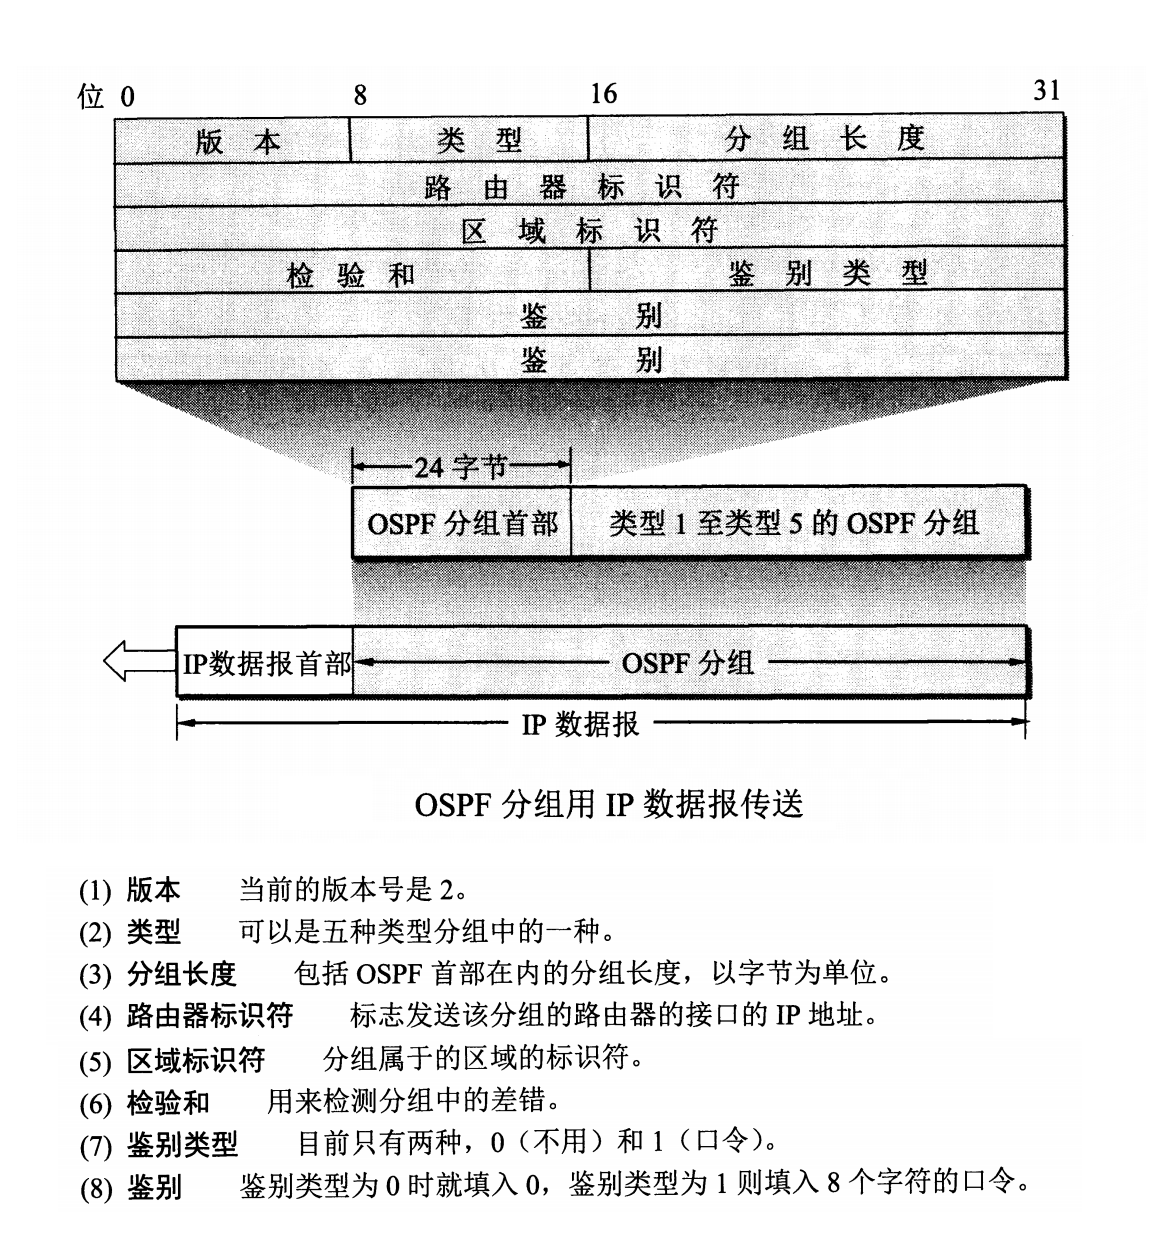 位 0 8 16 31
版 本 类 型 分 组 长 度
路 由 器 标 识 符
区 域 标 识 符
检 验 和 鉴 别 类 型
鉴 别
鉴 别
24 字节
OSPF 分组首部 类型 1 至类型 5 的 OSPF 分组
IP数据报首部 OSPF 分组
IP 数据报
OSPF 分组用 IP 数据报传送
(1) 版本 当前的版本号是 2。
(2) 类型 可以是五种类型分组中的一种。
(3) 分组长度 包括 OSPF 首部在内的分组长度，以字节为单位。
(4) 路由器标识符 标志发送该分组的路由器的接口的 IP 地址。
(5) 区域标识符 分组属于的区域的标识符。
(6) 检验和 用来检测分组中的差错。
(7) 鉴别类型 目前只有两种，0（不用）和 1（口令）。
(8) 鉴别 鉴别类型为 0 时就填入 0，鉴别类型为 1 则填入 8 个字符的口令。